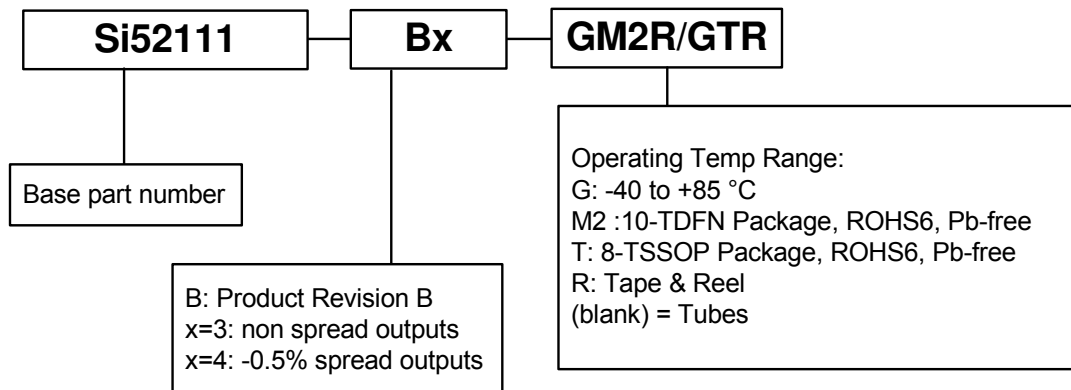 Si52111 Bx GM2R/GTR
Base part number
B: Product Revision B
x=3: non spread outputs
x=4: -0.5% spread outputs
Operating Temp Range:
G: -40 to +85 °C
M2 :10-TDFN Package, ROHS6, Pb-free
T: 8-TSSOP Package, ROHS6, Pb-free
R: Tape & Reel
(blank) = Tubes